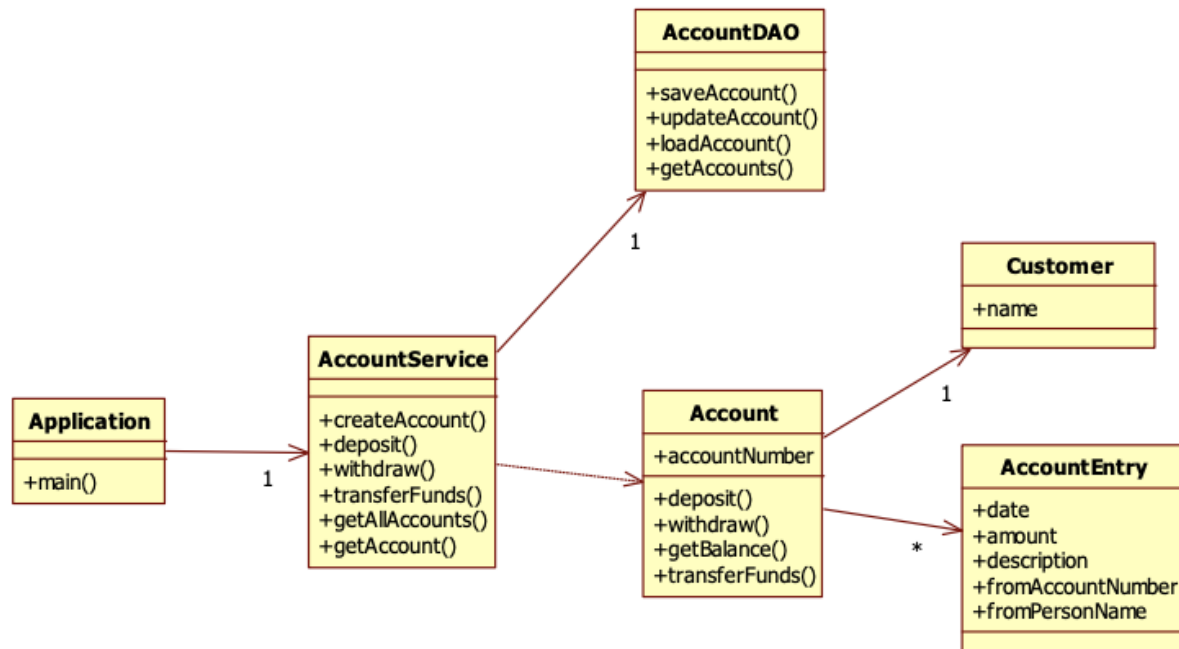 AccountDAO
+saveAccount()
+updateAccount()
+loadAccount()
+getAccounts()
1
Customer
+name
1
AccountService
+createAccount()
+deposit()
+withdraw()
+transferFunds()
+getAllAccounts()
+getAccount()
Application
+main()
1
Account
+accountNumber
+deposit()
+withdraw()
+getBalance()
+transferFunds()
AccountEntry
+date
+amount
+description
+fromAccountNumber
+fromPersonName
*